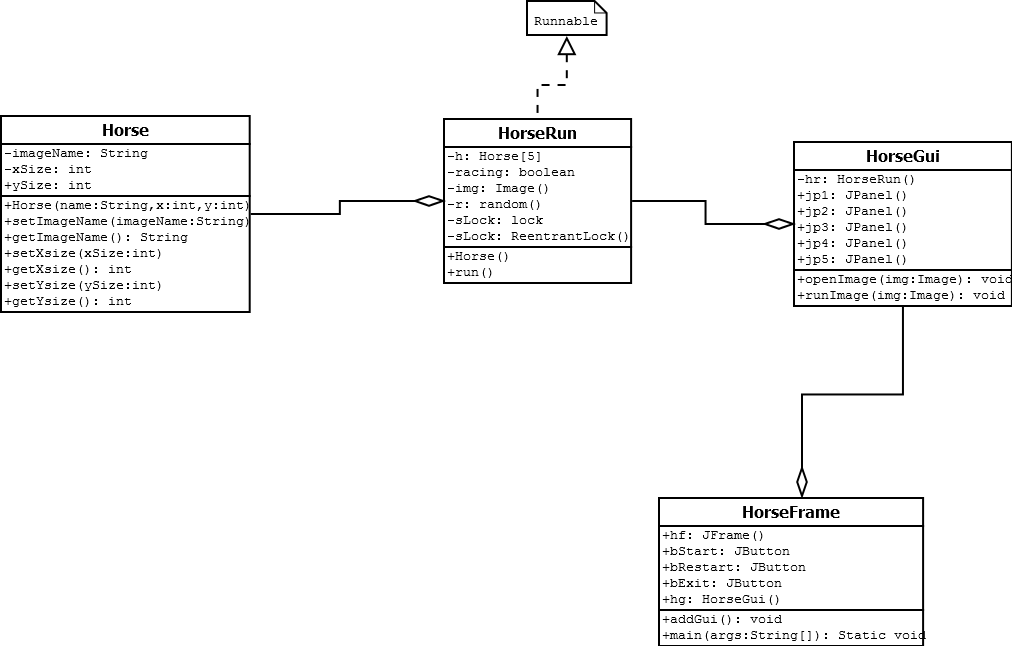 Runnable
Horse
-imageName: String
-xSize: int
+ySize: int
+Horse(name:String,x:int,y:int)
+setImageName(imageName:String)
+getImageName(): String
+setXsize(xSize:int)
+getXsize(): int
+setYsize(ySize:int)
+getYsize(): int
HorseRun
-h: Horse[5]
-racing: boolean
-img: Image()
-r: random()
-sLock: lock
-sLock: ReentrantLock()
+Horse()
+run()
HorseGui
-hr: HorseRun()
+jp1: JPanel()
+jp2: JPanel()
+jp3: JPanel()
+jp4: JPanel()
+jp5: JPanel()
+openImage(img:Image): void
+runImage(img:Image): void
HorseFrame
+hf: JFrame()
+bStart: JButton
+bRestart: JButton
+bExit: JButton
+hg: HorseGui()
+addGui(): void
+main(args:String[]): Static void